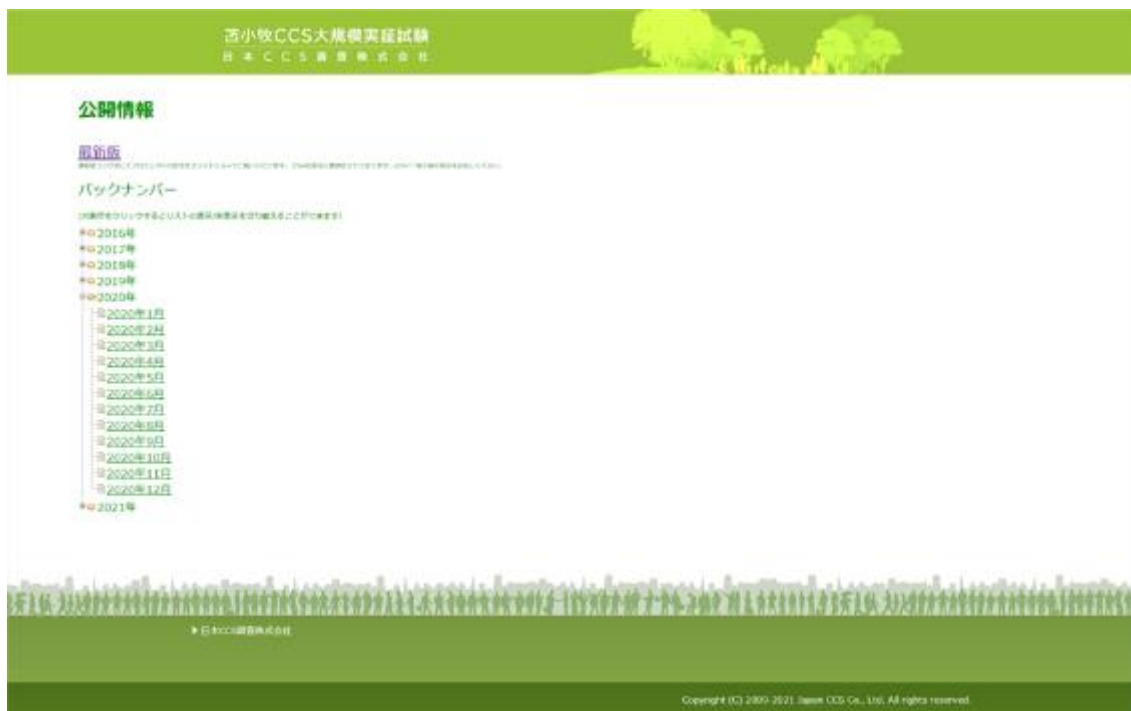 苫小牧CCS大規模実証試験
日本CCS調査株式会社
公開情報
最新版
バックナンバー
2016年
2017年
2018年
2019年
2020年
2020年1月
2020年2月
2020年3月
2020年4月
2020年5月
2020年6月
2020年7月
2020年8月
2020年9月
2020年10月
2020年11月
2020年12月
2021年
日本CCS調査株式会社
Copyright (C) 2009-2021 Japan CCS Co., Ltd. All rights reserved.